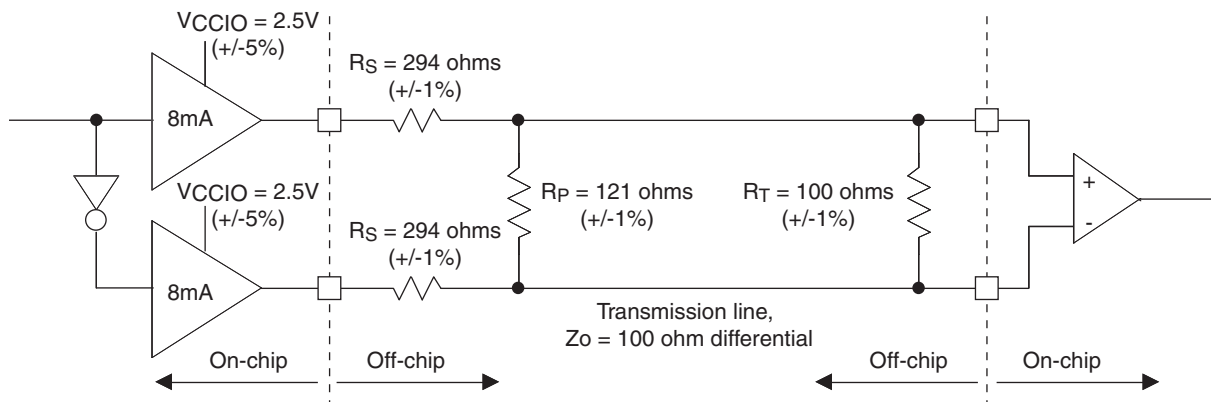 VCCIO = 2.5V
(+/-5%)
8mA
RS = 294 ohms
(+/-1%)
VCCIO = 2.5V
(+/-5%)
8mA
RS = 294 ohms
(+/-1%)
RP = 121 ohms
(+/-1%)
RT = 100 ohms
(+/-1%)
+
-
Transmission line,
Zo = 100 ohm differential
On-chip
Off-chip
Off-chip
On-chip